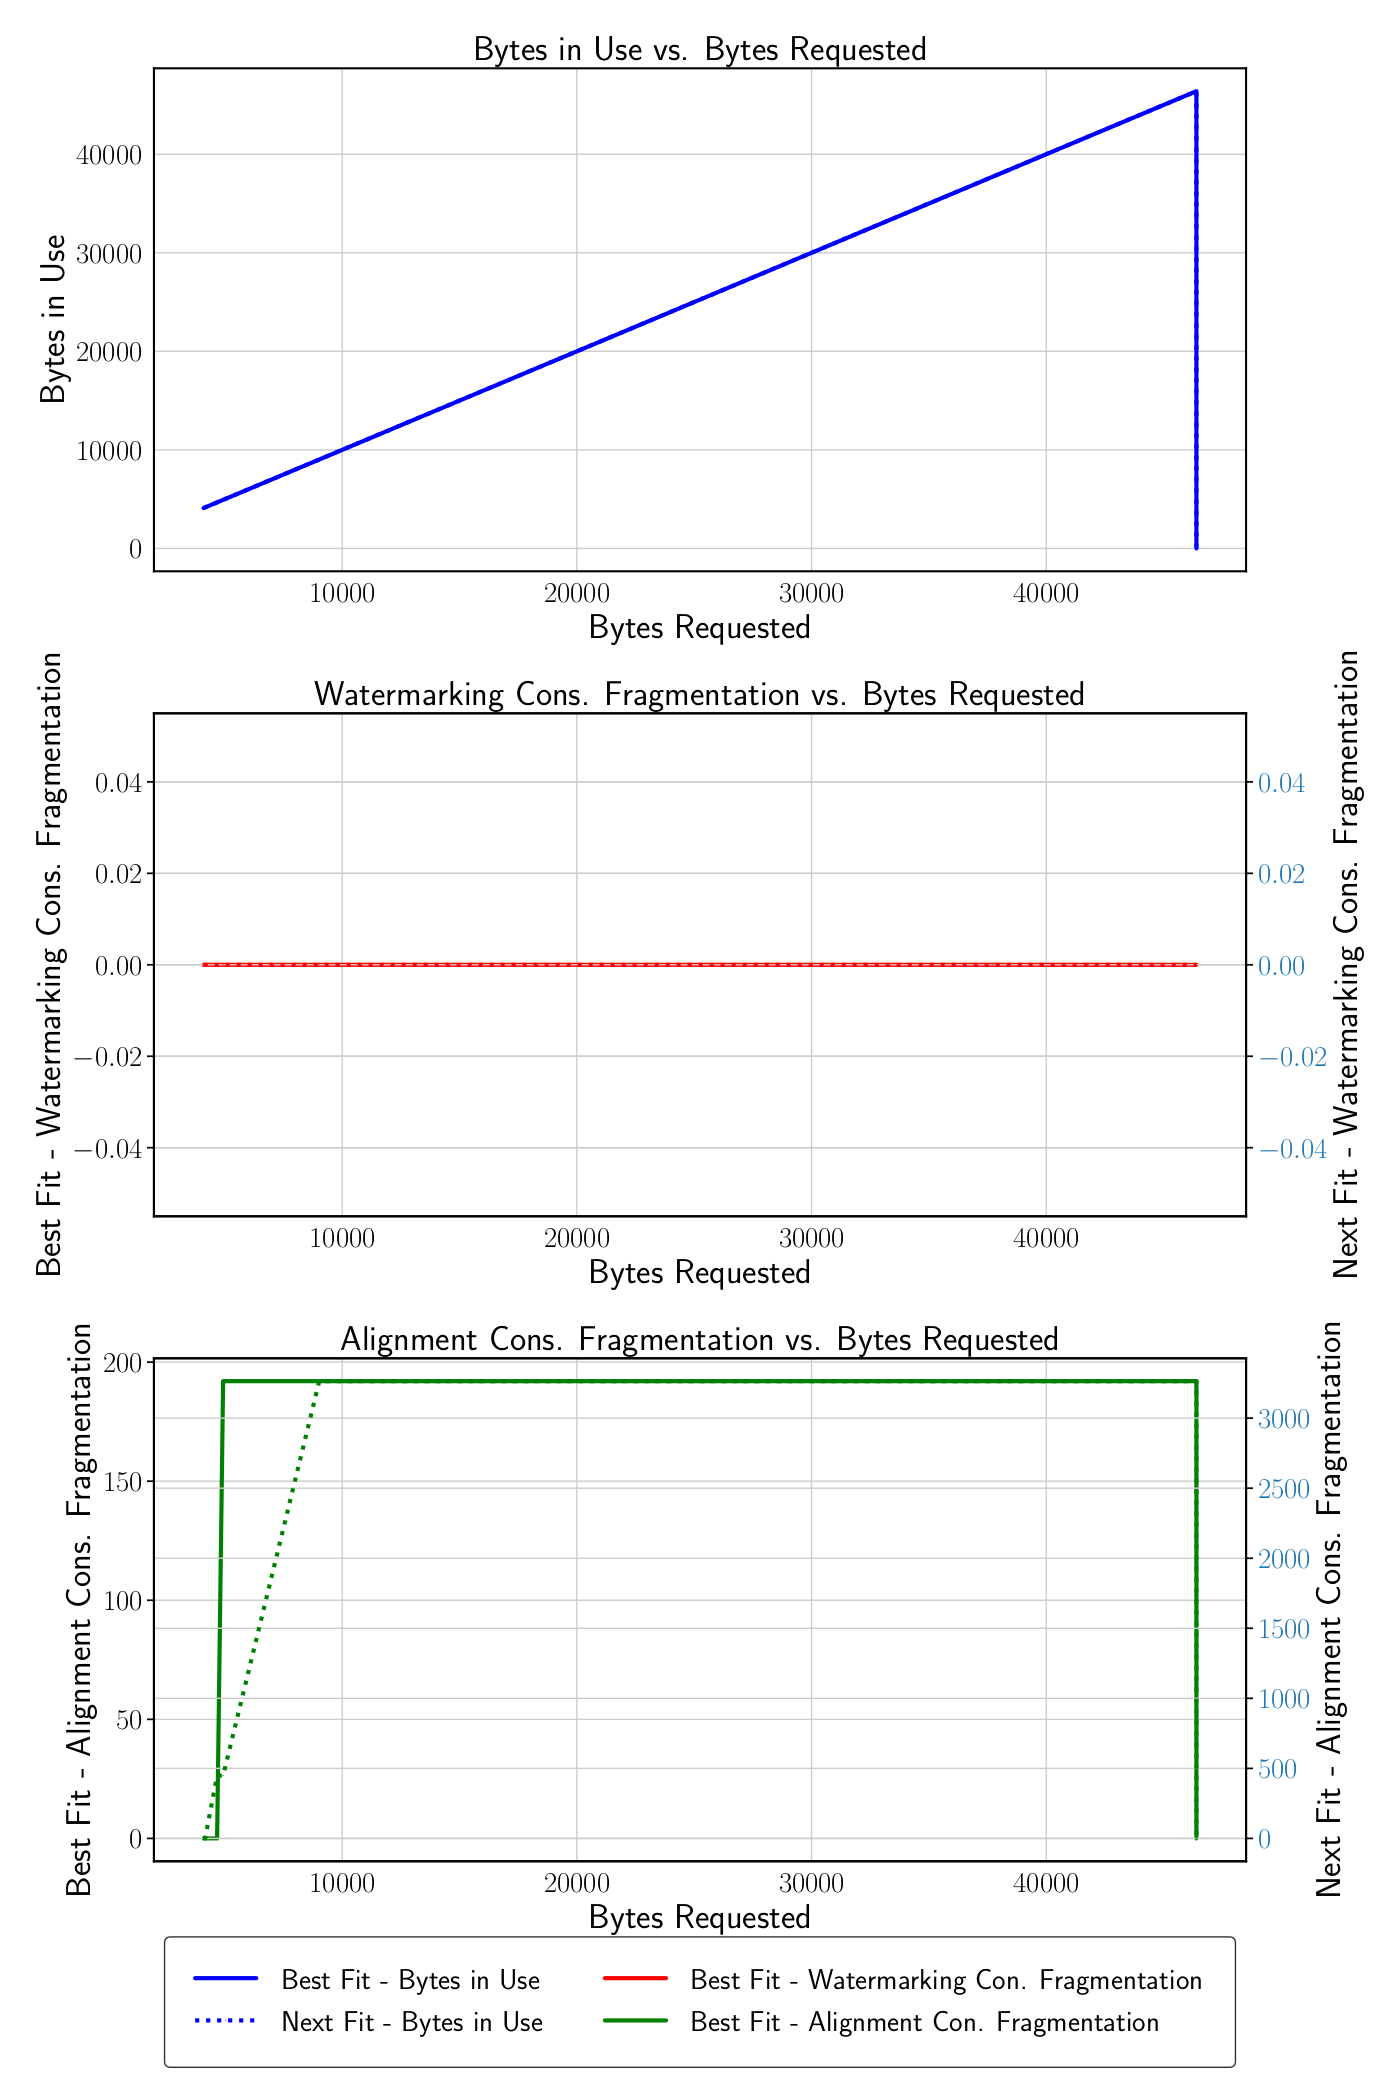 Bytes in Use vs. Bytes Requested
40000
30000
20000
10000
0
Bytes in Use
10000 20000 30000 40000
Bytes Requested
Watermarking Cons. Fragmentation vs. Bytes Requested
0.04
0.02
0.00
−0.02
−0.04
Best Fit - Watermarking Cons. Fragmentation
0.04
0.02
0.00
−0.02
−0.04
Next Fit - Watermarking Cons. Fragmentation
10000 20000 30000 40000
Bytes Requested
Alignment Cons. Fragmentation vs. Bytes Requested
200
150
100
50
0
Best Fit - Alignment Cons. Fragmentation
3000
2500
2000
1500
1000
500
0
Next Fit - Alignment Cons. Fragmentation
10000 20000 30000 40000
Bytes Requested
Best Fit - Bytes in Use
Next Fit - Bytes in Use
Best Fit - Watermarking Con. Fragmentation
Best Fit - Alignment Con. Fragmentation